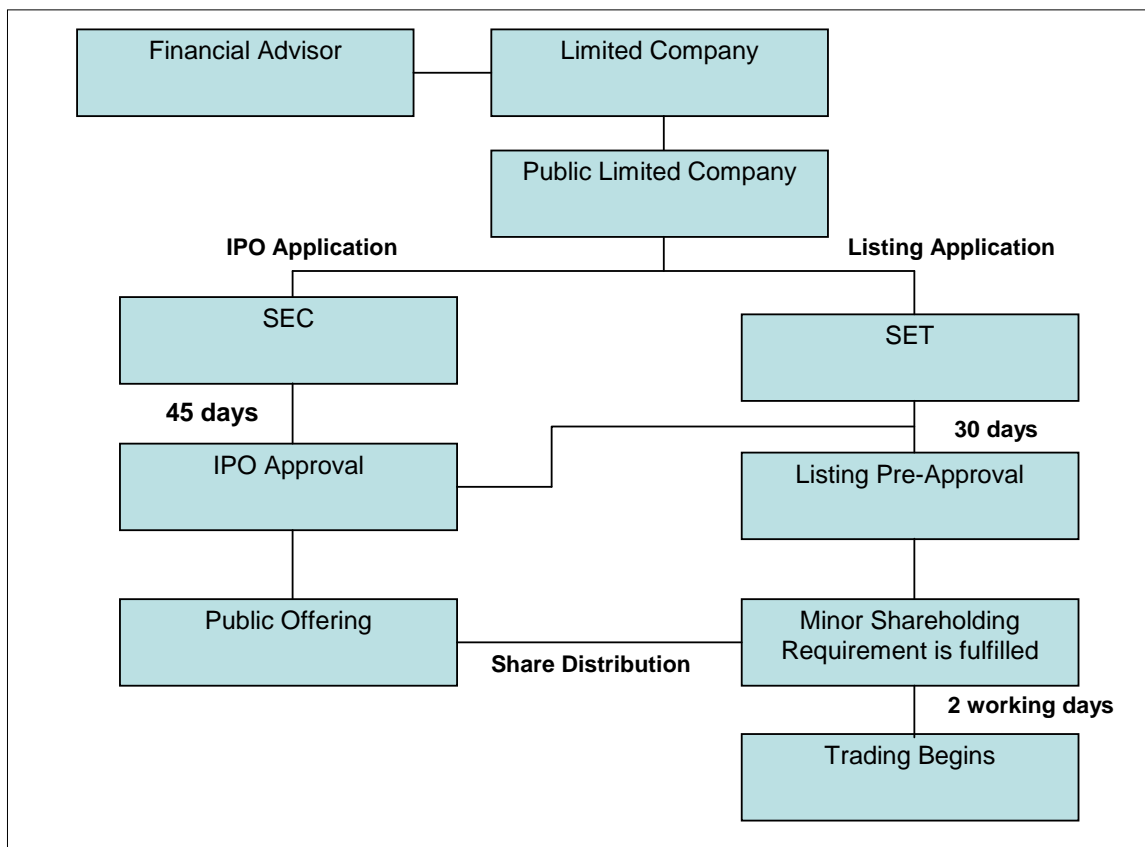 Financial Advisor
Limited Company
Public Limited Company
IPO Application
Listing Application
SEC
SET
45 days
30 days
IPO Approval
Listing Pre-Approval
Public Offering
Minor Shareholding
Requirement is fulfilled
Share Distribution
2 working days
Trading Begins